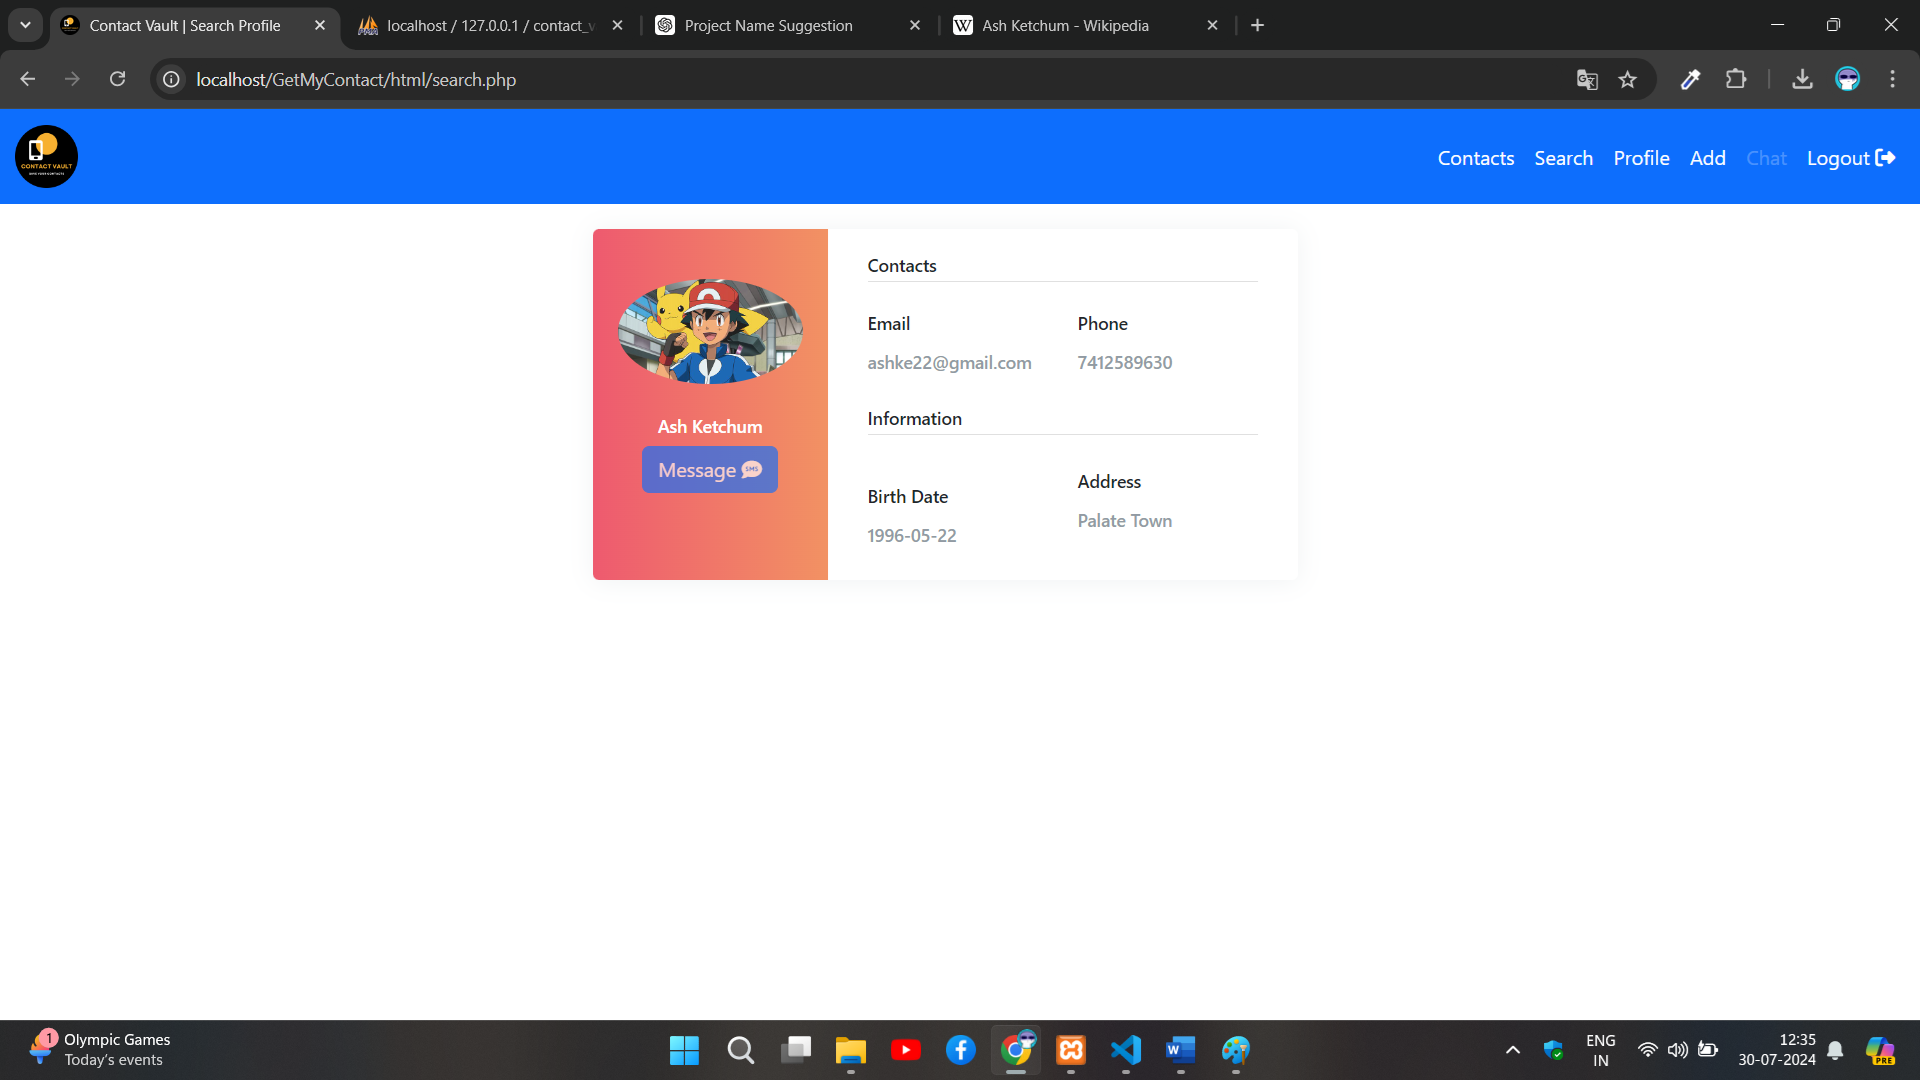 Contact Vault | Search Profile
localhost / 127.0.0.1 / contact_v
Project Name Suggestion
Ash Ketchum - Wikipedia
localhost/GetMyContact/html/search.php
CONTACT VAULT
Contacts Search Profile Add Chat Logout
Contacts
Email Phone
ashke22@gmail.com 7412589630
Information
Birth Date Address
1996-05-22 Palate Town
Ash Ketchum
Message SMS
1
Olympic Games
Today's events
ENG
IN
12:35
30-07-2024
PRE